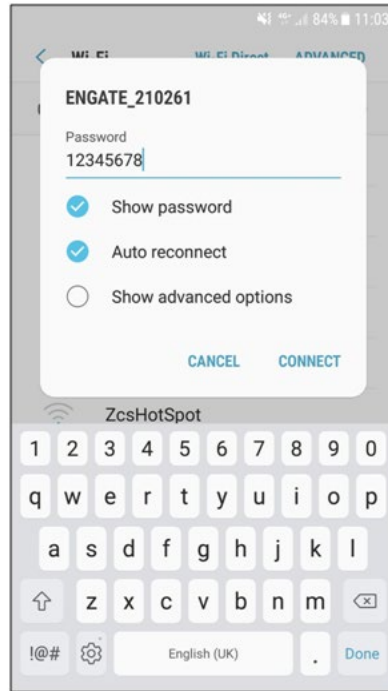 84% 11:03
Wi-Fi Wi-Fi Direct ADVANCED
ENGATE_210261
Password
12345678
Show password
Auto reconnect
Show advanced options
CANCEL CONNECT
ZcsHotSpot
1 2 3 4 5 6 7 8 9 0
q w e r t y u i o p
a s d f g h j k l
z x c v b n m
!@# English (UK) . Done